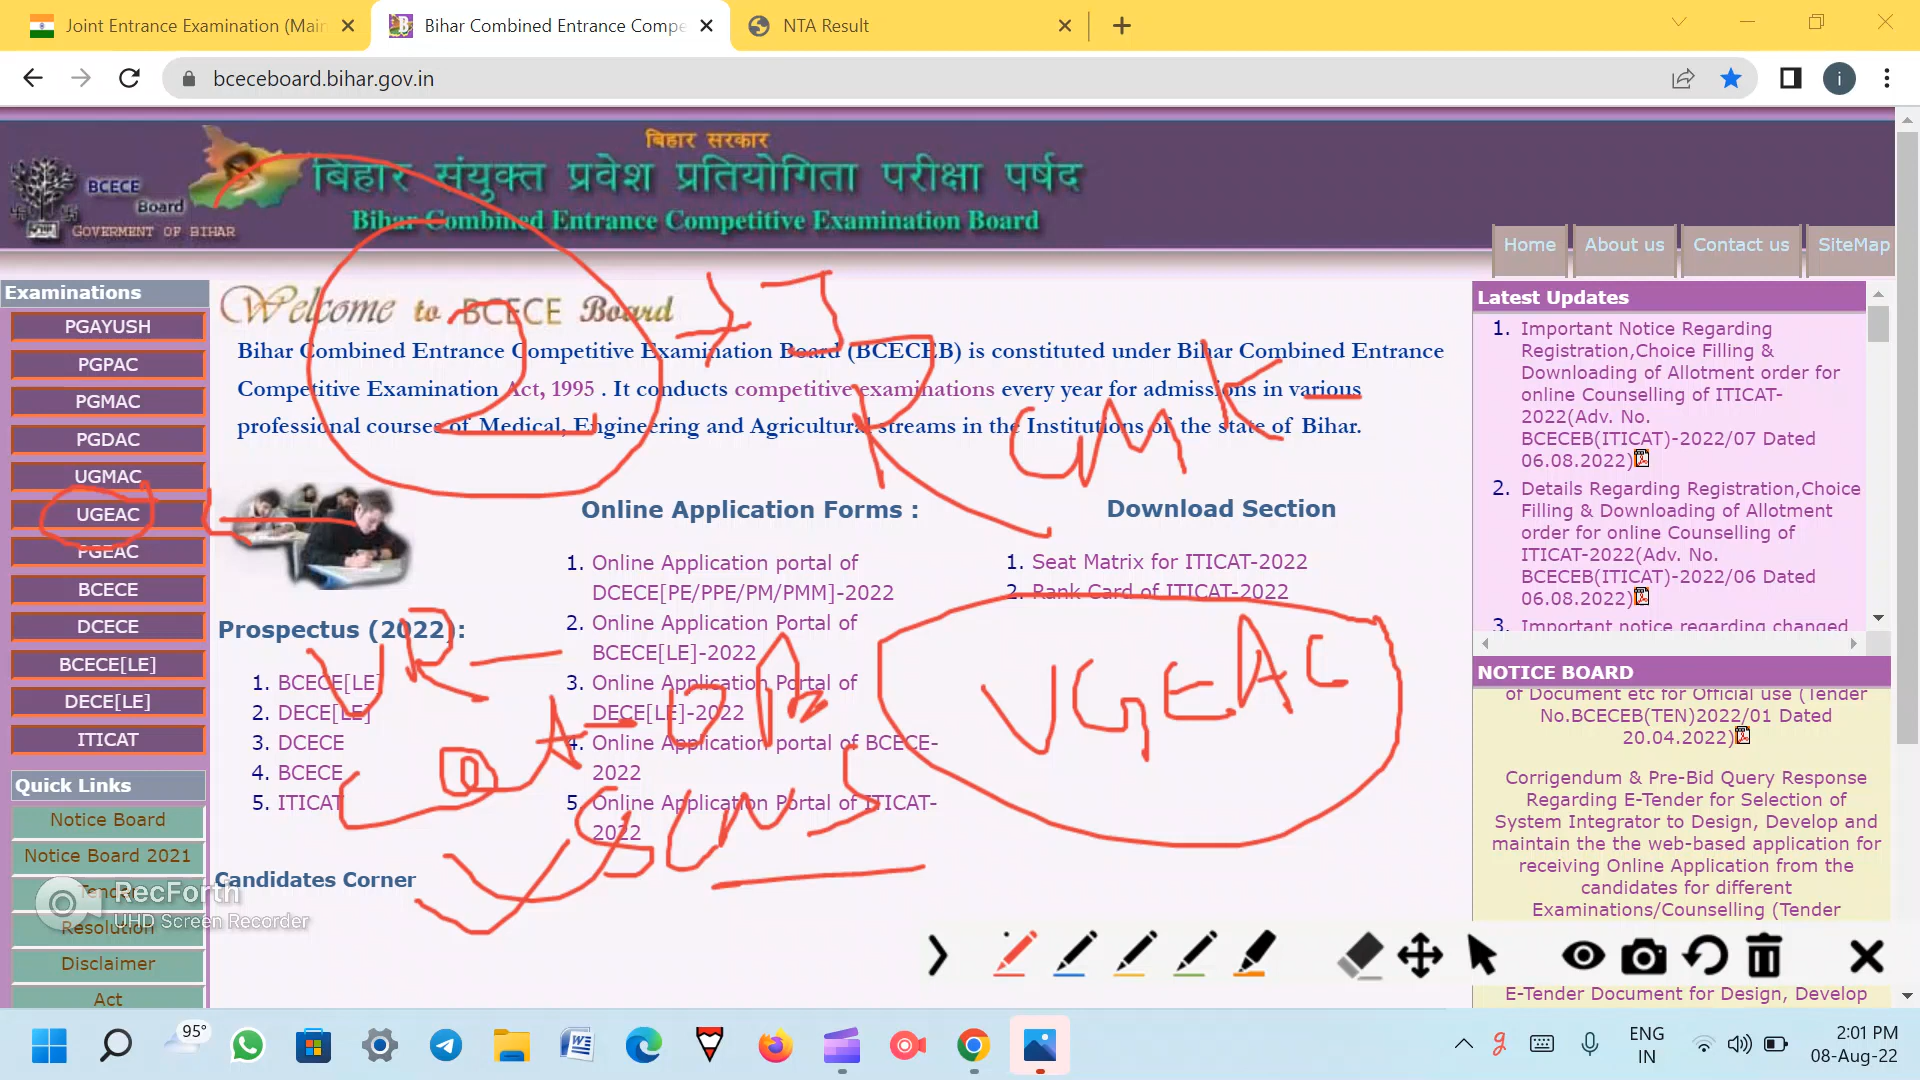 Joint Entrance Examination (Main
Bihar Combined Entrance Compe
NTA Result
bceceboard.bihar.gov.in
i
बिहार सरकार
BCECE
Board
GOVERMENT OF BIHAR
बिहार संयुक्त प्रवेश प्रतियोगिता परीक्षा पर्षद
Bihar Combined Entrance Competitive Examination Board
Home
About us
Contact us
SiteMap
Examinations
PGAYUSH
PGPAC
PGMAC
PGDAC
UGMAC
UGEAC
PGEAC
BCECE
DCECE
BCECE[LE]
DECE[LE]
ITICAT
Quick Links
Notice Board
Notice Board 2021
Tender
Resolution
Disclaimer
Act
RecForth
UHD Screen Recorder
Welcome to BCECE Board
Bihar Combined Entrance Competitive Examination Board (BCECEB) is constituted under Bihar Combined Entrance
Competitive Examination Act, 1995 . It conducts competitive examinations every year for admissions in various
professional courses of Medical, Engineering and Agricultural streams in the Institutions of the state of Bihar.
2
CMK
Prospectus (2022):
1. BCECE[LE]
2. DECE[LE]
3. DCECE
4. BCECE
5. ITICAT
Candidates Corner
Online Application Forms :
1. Online Application portal of
DCECE[PE/PPE/PM/PMM]-2022
2. Online Application Portal of
BCECE[LE]-2022
3. Online Application Portal of
DECE[LE]-2022
4. Online Application portal of BCECE-
2022
5. Online Application Portal of ITICAT-
2022
Download Section
1. Seat Matrix for ITICAT-2022
2. Rank Card of ITICAT-2022
UR-
UGEAC
Latest Updates
1. Important Notice Regarding
Registration,Choice Filling &
Downloading of Allotment order for
online Counselling of ITICAT-
2022(Adv. No.
BCECEB(ITICAT)-2022/07 Dated
06.08.2022)
2. Details Regarding Registration,Choice
Filling & Downloading of Allotment
order for online Counselling of
ITICAT-2022(Adv. No.
BCECEB(ITICAT)-2022/06 Dated
06.08.2022)
3. Important notice regarding changed
NOTICE BOARD
of Document etc for Official use (Tender
No.BCECEB(TEN)2022/01 Dated
20.04.2022)
Corrigendum & Pre-Bid Query Response
Regarding E-Tender for Selection of
System Integrator to Design, Develop and
maintain the the web-based application for
receiving Online Application from the
candidates for different
Examinations/Counselling (Tender
E-Tender Document for Design, Develop
95°
ENG
IN
2:01 PM
08-Aug-22